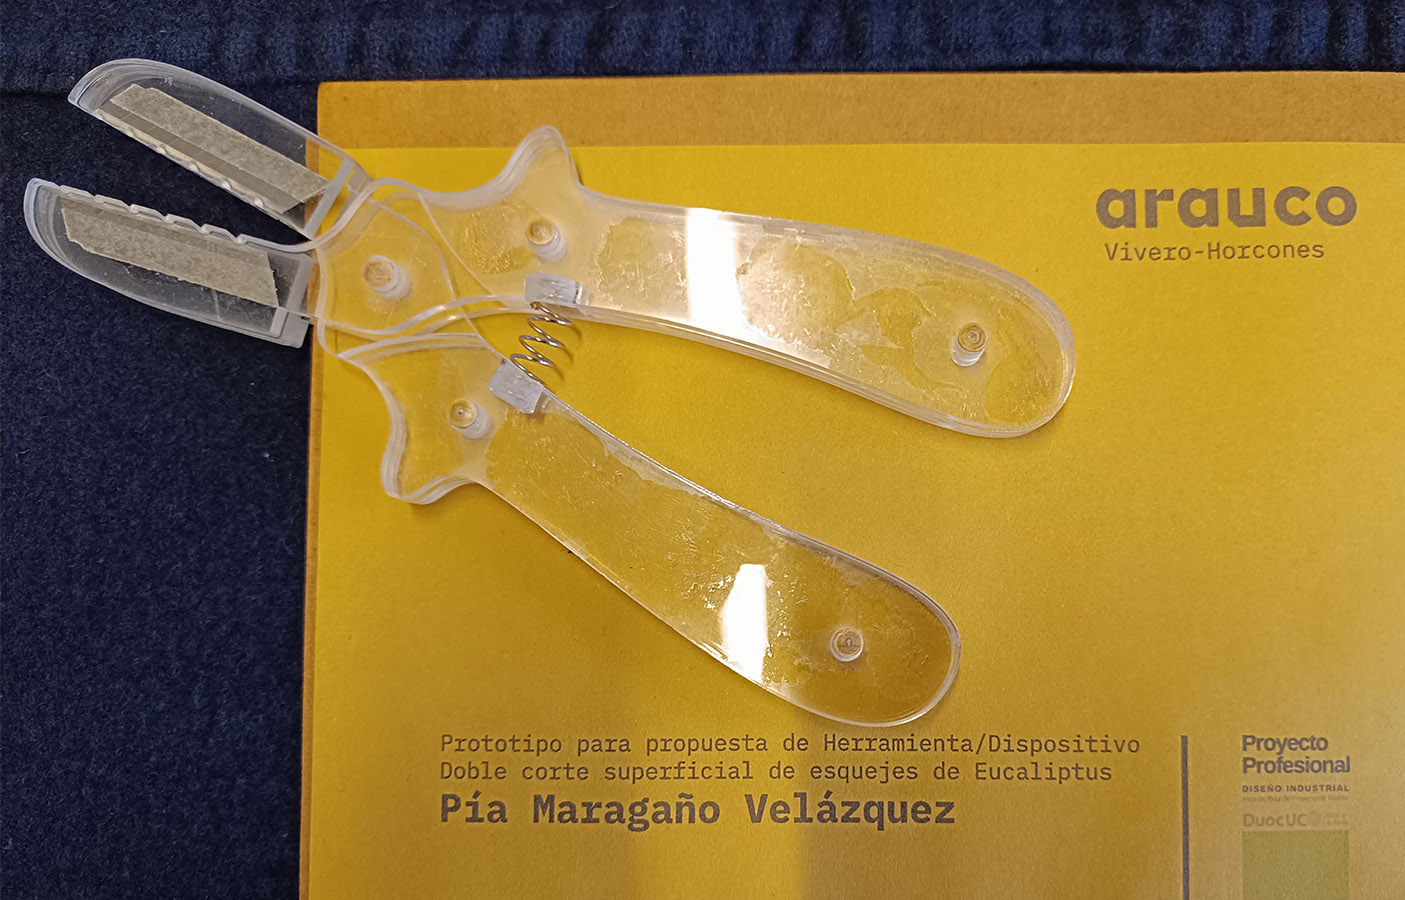 arauco
Vivero-Horcones
Prototipo para propuesta de Herramienta/Dispositivo
Doble corte superficial de esquejes de Eucaliptus
Pía Maragaño Velázquez
Proyecto
Profesional
DISEÑO INDUSTRIAL
DuocUC